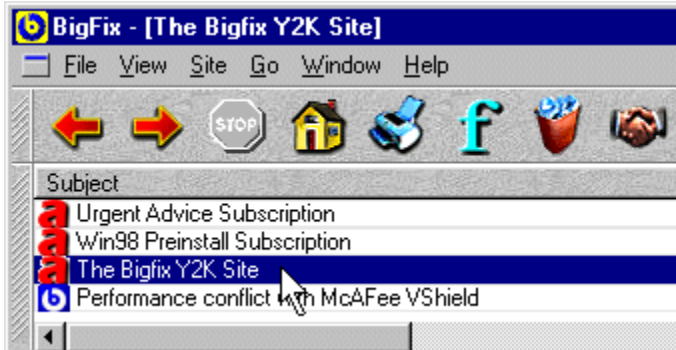 BigFix - [The Bigfix Y2K Site]
File View Site Go Window Help
STOP f
Subject
Urgent Advice Subscription
Win98 Preinstall Subscription
The Bigfix Y2K Site
Performance conflict with McAFee VShield